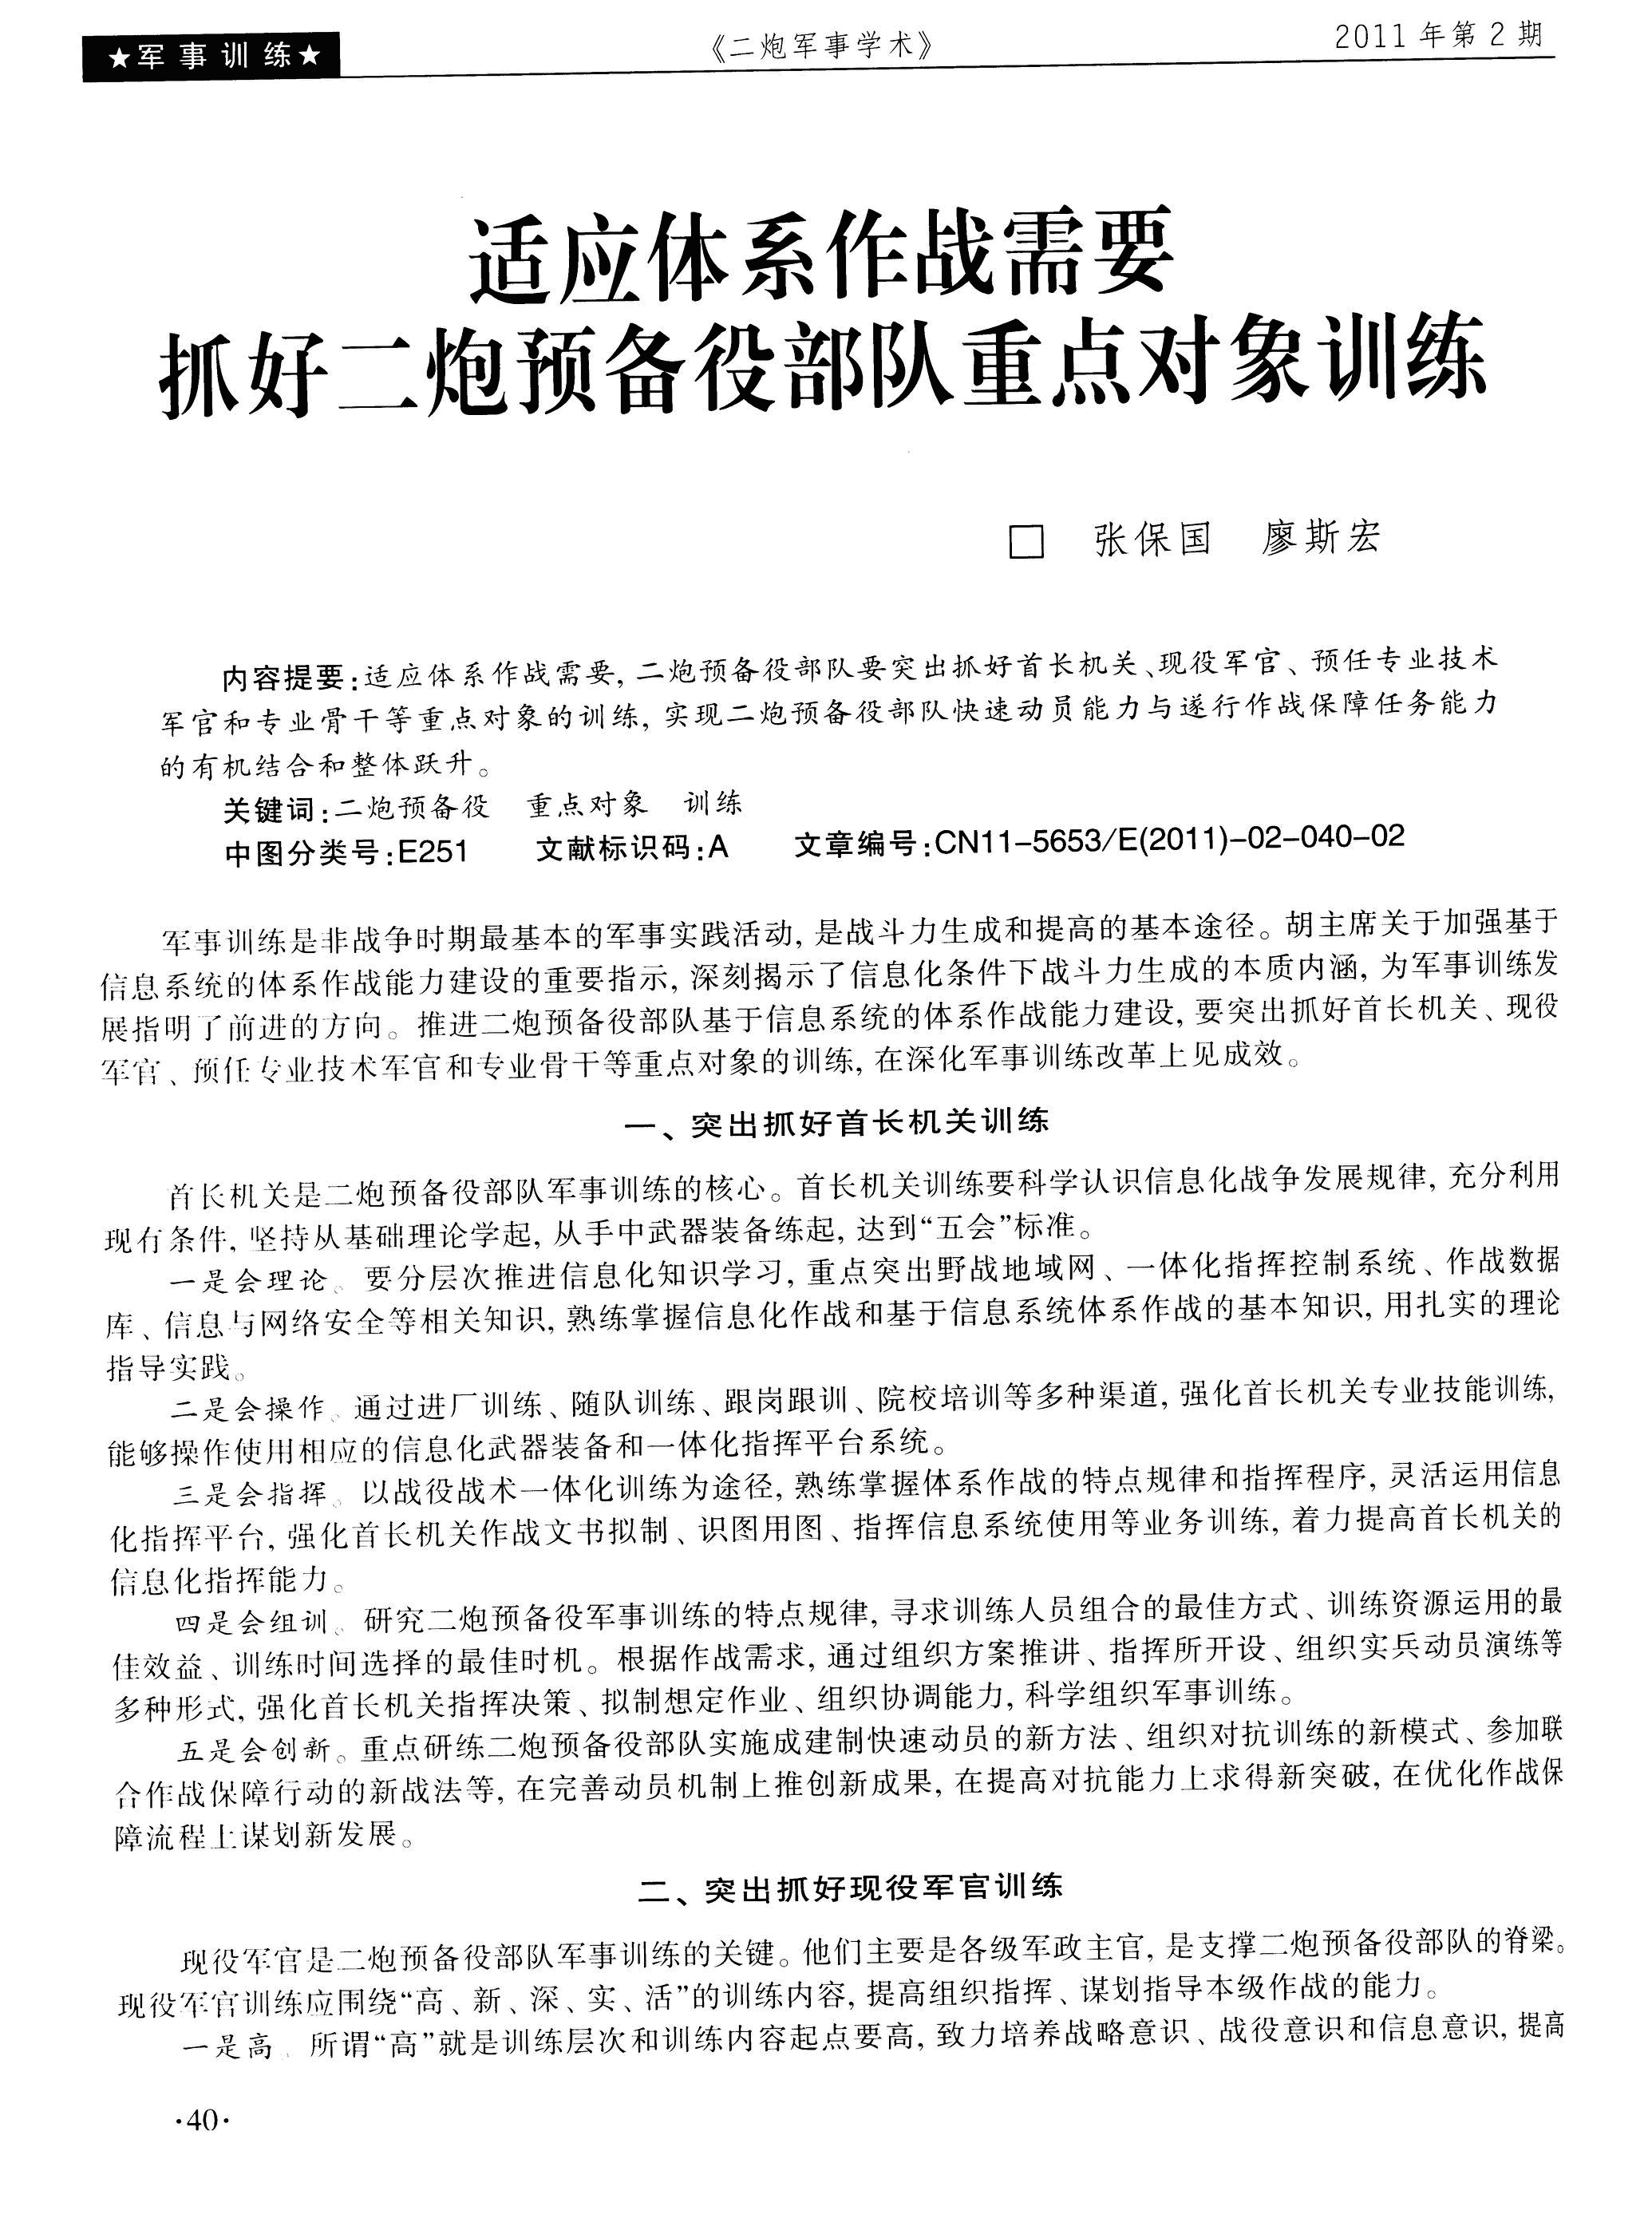 ★军事训练★
《二炮军事学术》
2011年第2期
适应体系作战需要
抓好二炮预备役部队重点对象训练
□ 张保国 廖斯宏
内容提要:适应体系作战需要,二炮预备役部队要突出抓好首长机关、现役军官、预任专业技术
军官和专业骨干等重点对象的训练,实现二炮预备役部队快速动员能力与遂行作战保障任务能力
的有机结合和整体跃升。
关键词:二炮预备役 重点对象 训练
中图分类号:E251 文献标识码:A 文章编号:CN11-5653/E(2011)-02-040-02
军事训练是非战争时期最基本的军事实践活动,是战斗力生成和提高的基本途径。胡主席关于加强基于
信息系统的体系作战能力建设的重要指示,深刻揭示了信息化条件下战斗力生成的本质内涵,为军事训练发
展指明了前进的方向。推进二炮预备役部队基于信息系统的体系作战能力建设,要突出抓好首长机关、现役
军官、预任专业技术军官和专业骨干等重点对象的训练,在深化军事训练改革上见成效。
一、突出抓好首长机关训练
首长机关是二炮预备役部队军事训练的核心。首长机关训练要科学认识信息化战争发展规律,充分利用
现有条件,坚持从基础理论学起,从手中武器装备练起,达到“五会”标准。
一是会理论。要分层次推进信息化知识学习,重点突出野战地域网、一体化指挥控制系统、作战数据
库、信息与网络安全等相关知识,熟练掌握信息化作战和基于信息系统体系作战的基本知识,用扎实的理论
指导实践。
二是会操作。通过进厂训练、随队训练、跟岗跟训、院校培训等多种渠道,强化首长机关专业技能训练,
能够操作使用相应的信息化武器装备和一体化指挥平台系统。
三是会指挥。以战役战术一体化训练为途径,熟练掌握体系作战的特点规律和指挥程序,灵活运用信息
化指挥平台,强化首长机关作战文书拟制、识图用图、指挥信息系统使用等业务训练,着力提高首长机关的
信息化指挥能力。
四是会组训。研究二炮预备役军事训练的特点规律,寻求训练人员组合的最佳方式、训练资源运用的最
佳效益、训练时间选择的最佳时机。根据作战需求,通过组织方案推讲、指挥所开设、组织实兵动员演练等
多种形式,强化首长机关指挥决策、拟制想定作业、组织协调能力,科学组织军事训练。
五是会创新。重点研练二炮预备役部队实施成建制快速动员的新方法、组织对抗训练的新模式、参加联
合作战保障行动的新战法等,在完善动员机制上推创新成果,在提高对抗能力上求得新突破,在优化作战保
障流程上谋划新发展。
二、突出抓好现役军官训练
现役军官是二炮预备役部队军事训练的关键。他们主要是各级军政主官,是支撑二炮预备役部队的脊梁。
现役军官训练应围绕“高、新、深、实、活”的训练内容,提高组织指挥、谋划指导本级作战的能力。
一是高。所谓“高”就是训练层次和训练内容起点要高,致力培养战略意识、战役意识和信息意识,提高
·40·